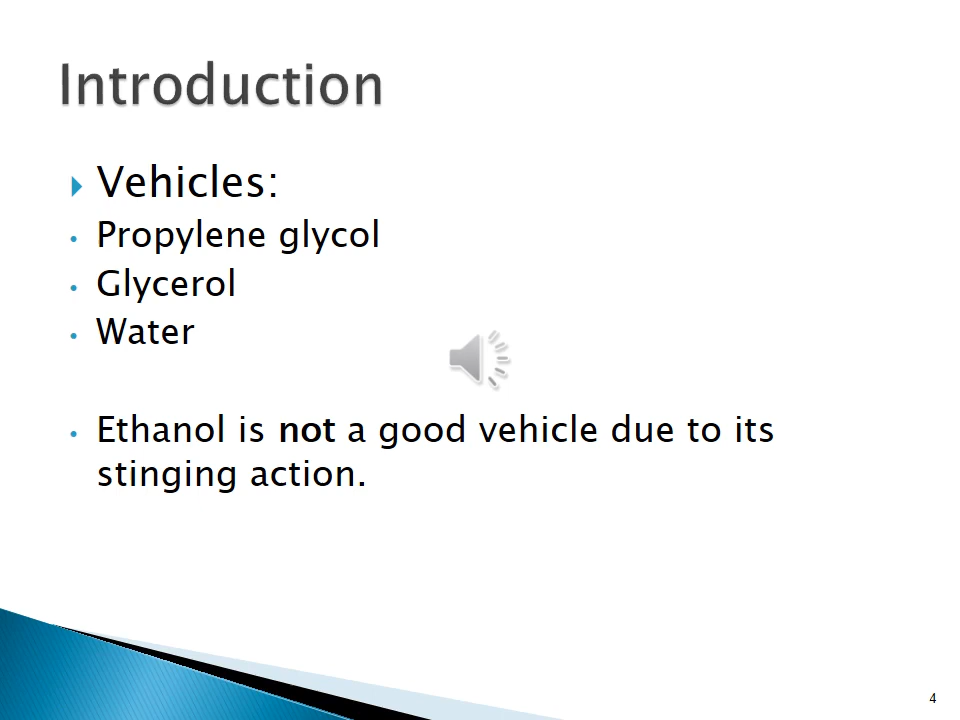 Introduction
Vehicles:
• Propylene glycol
• Glycerol
• Water
• Ethanol is not a good vehicle due to its
stinging action.
4